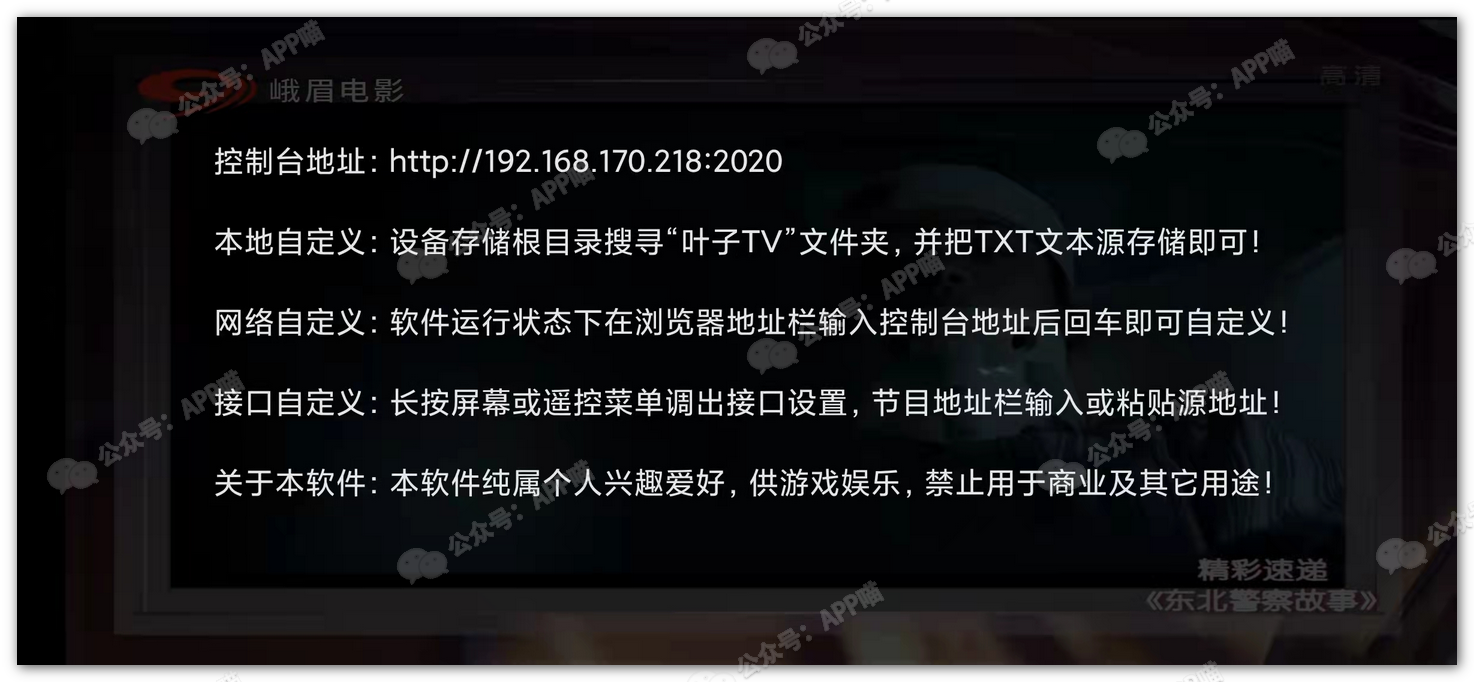 峨眉电影
高清
控制台地址：http://192.168.170.218:2020
本地自定义：设备存储根目录搜寻“叶子TV”文件夹，并把TXT文本源存储即可！
网络自定义：软件运行状态下在浏览器地址栏输入控制台地址后回车即可自定义！
接口自定义：长按屏幕或遥控菜单调出接口设置，节目地址栏输入或粘贴源地址！
关于本软件：本软件纯属个人兴趣爱好，供游戏娱乐，禁止用于商业及其它用途！
精彩速递
《东北警察故事》
公众号：APP喵
公众号：APP喵
公众号：APP喵
公众号：APP喵
公众号：APP喵
公众号：APP喵
公众号：APP喵
公众号：APP喵